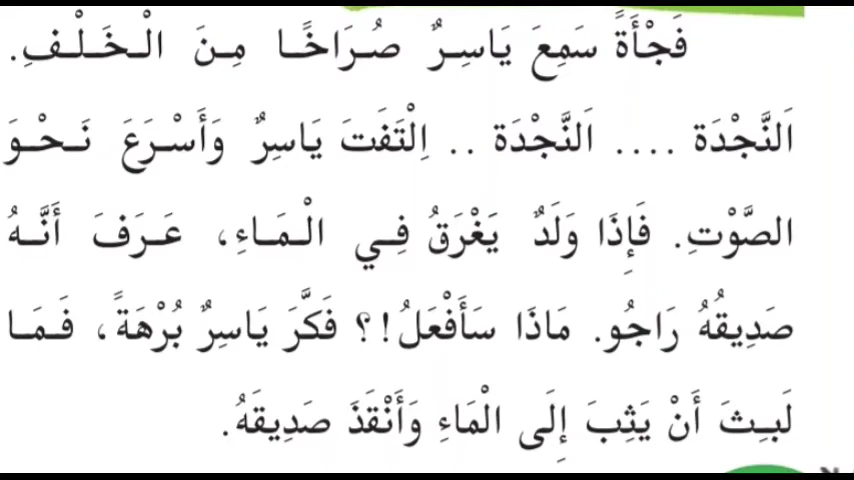 فَجْأَةً سَمِعَ يَاسِرٌ صُرَاخًا مِنَ الْخَلْفِ.
اَلنَّجْدَة .... اَلنَّجْدَة .. اِلْتَفَتَ يَاسِرٌ وَأَسْرَعَ نَحْوَ
الصَّوْتِ. فَإِذَا وَلَدٌ يَغْرَقُ فِي الْمَاءِ، عَرَفَ أَنَّهُ
صَدِيقُهُ رَاجُو. مَاذَا سَأَفْعَلُ!؟ فَكَّرَ يَاسِرٌ بُرْهَةً، فَمَا
لَبِثَ أَنْ يَثِبَ إِلَى الْمَاءِ وَأَنْقَذَ صَدِيقَهُ.